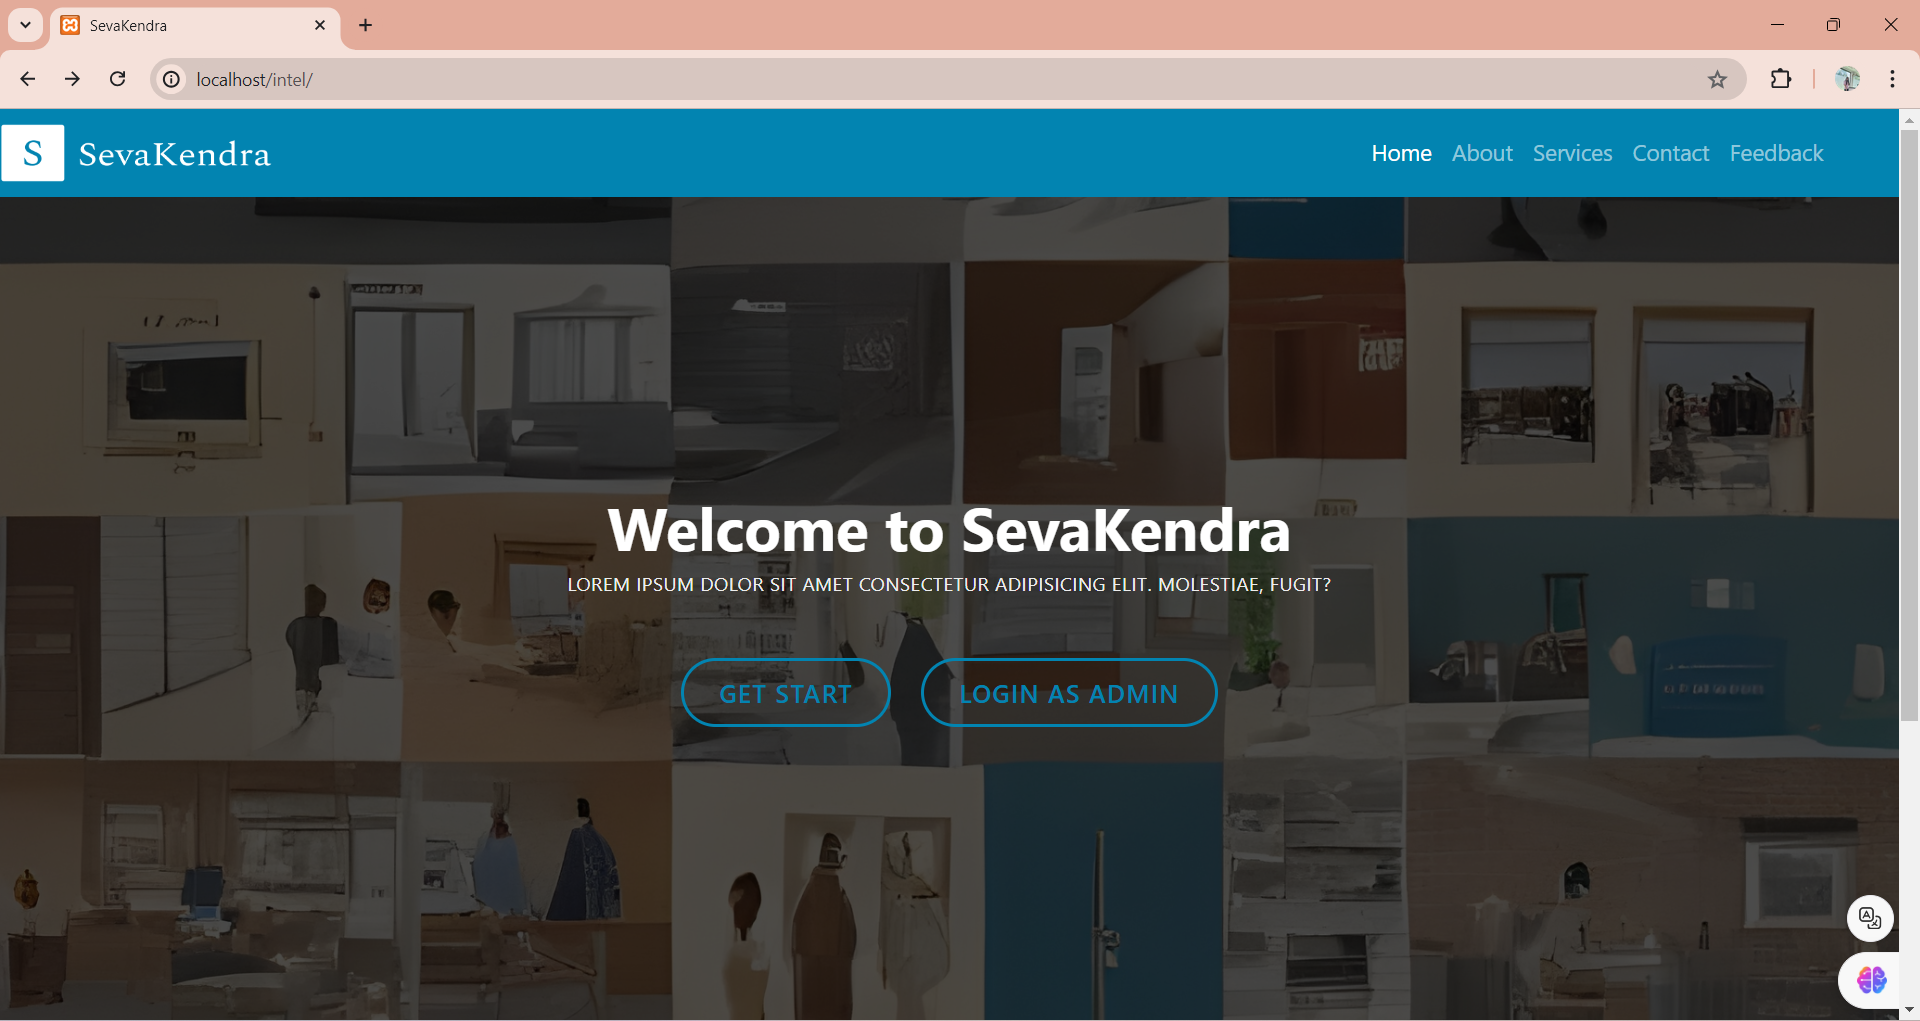 SevaKendra
localhost/intel/
S SevaKendra
Home About Services Contact Feedback
Welcome to SevaKendra
LOREM IPSUM DOLOR SIT AMET CONSECTETUR ADIPISICING ELIT. MOLESTIAE, FUGIT?
GET START LOGIN AS ADMIN